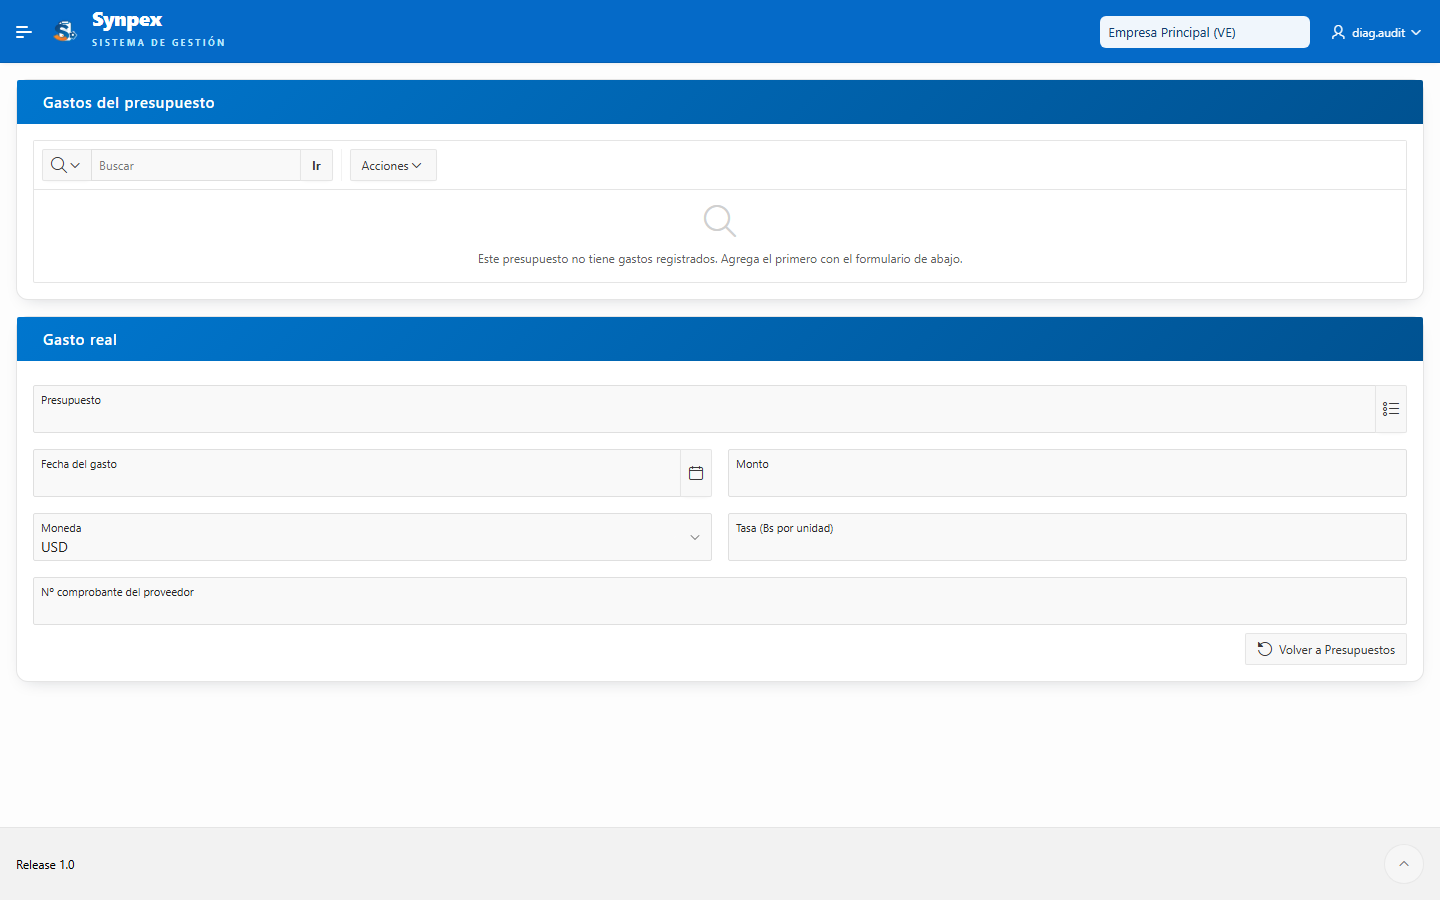 Synpex
SISTEMA DE GESTIÓN
Empresa Principal (VE)
diag.audit
Gastos del presupuesto
Buscar
Ir
Acciones
Este presupuesto no tiene gastos registrados. Agrega el primero con el formulario de abajo.
Gasto real
Presupuesto
Fecha del gasto
Monto
Moneda
USD
Tasa (Bs por unidad)
Nº comprobante del proveedor
Volver a Presupuestos
Release 1.0